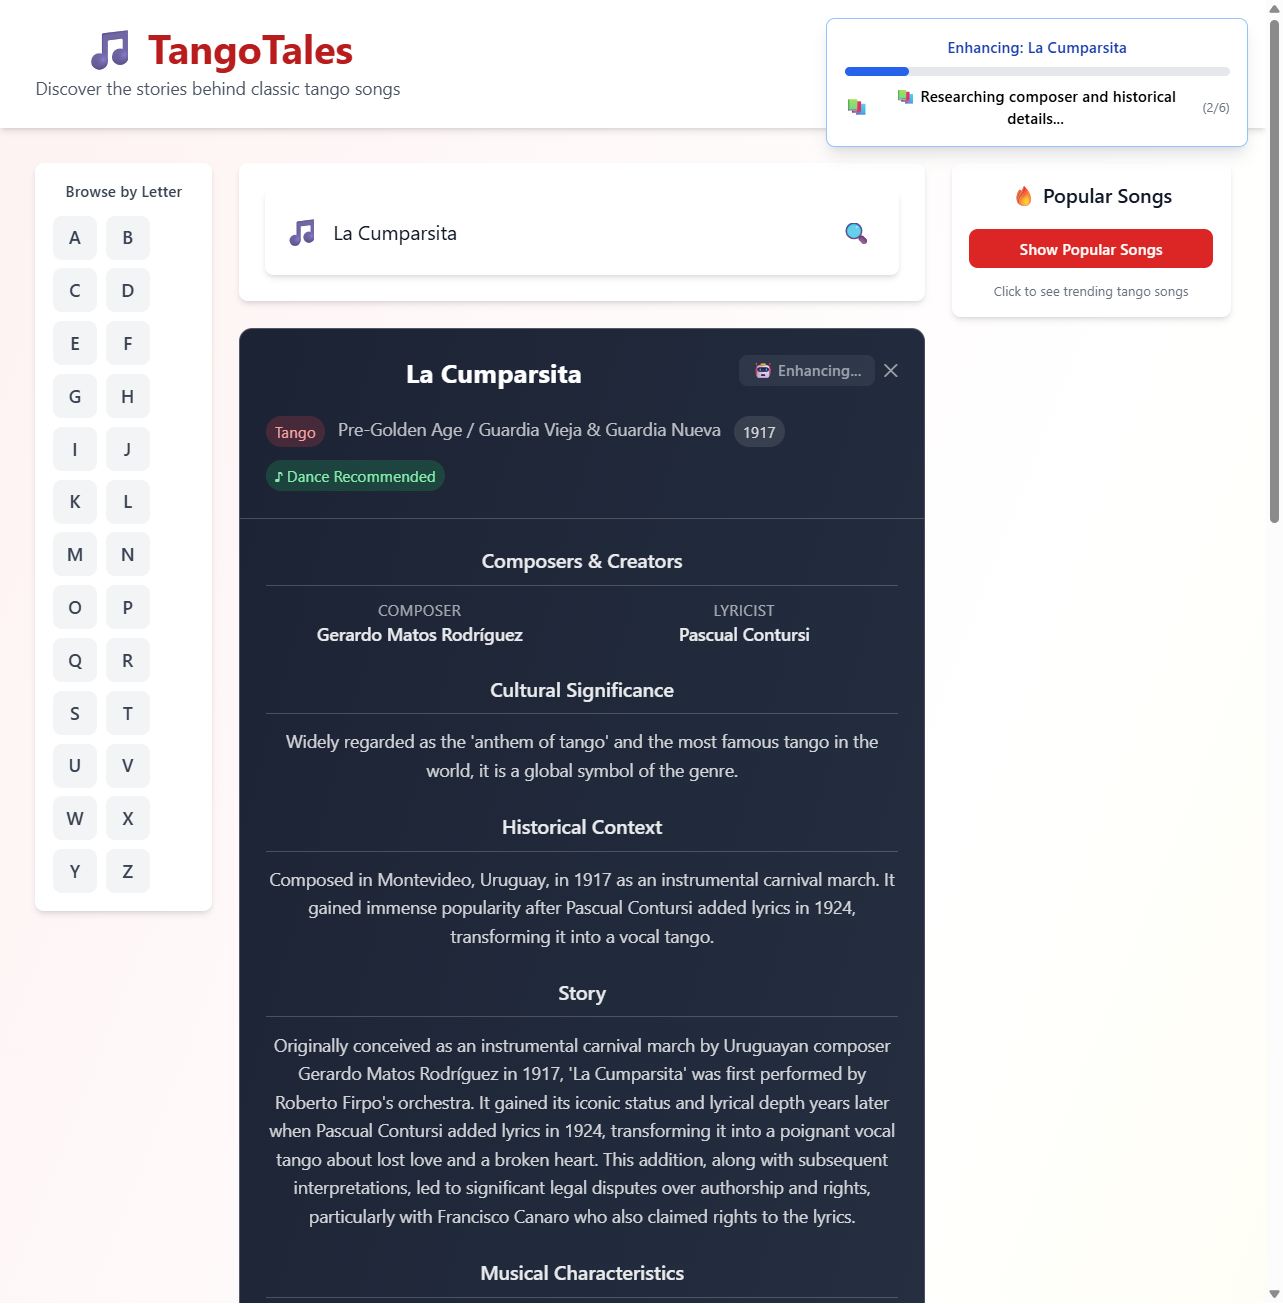 TangoTales
Discover the stories behind classic tango songs
Enhancing: La Cumparsita
Researching composer and historical
details...
(2/6)
Browse by Letter
A B
C D
E F
G H
I J
K L
M N
O P
Q R
S T
U V
W X
Y Z
La Cumparsita
Popular Songs
Show Popular Songs
Click to see trending tango songs
La Cumparsita
Enhancing...
Tango Pre-Golden Age / Guardia Vieja & Guardia Nueva 1917
♪ Dance Recommended
Composers & Creators
COMPOSER LYRICIST
Gerardo Matos Rodríguez Pascual Contursi
Cultural Significance
Widely regarded as the 'anthem of tango' and the most famous tango in the
world, it is a global symbol of the genre.
Historical Context
Composed in Montevideo, Uruguay, in 1917 as an instrumental carnival march. It
gained immense popularity after Pascual Contursi added lyrics in 1924,
transforming it into a vocal tango.
Story
Originally conceived as an instrumental carnival march by Uruguayan composer
Gerardo Matos Rodríguez in 1917, 'La Cumparsita' was first performed by
Roberto Firpo's orchestra. It gained its iconic status and lyrical depth years later
when Pascual Contursi added lyrics in 1924, transforming it into a poignant vocal
tango about lost love and a broken heart. This addition, along with subsequent
interpretations, led to significant legal disputes over authorship and rights,
particularly with Francisco Canaro who also claimed rights to the lyrics.
Musical Characteristics